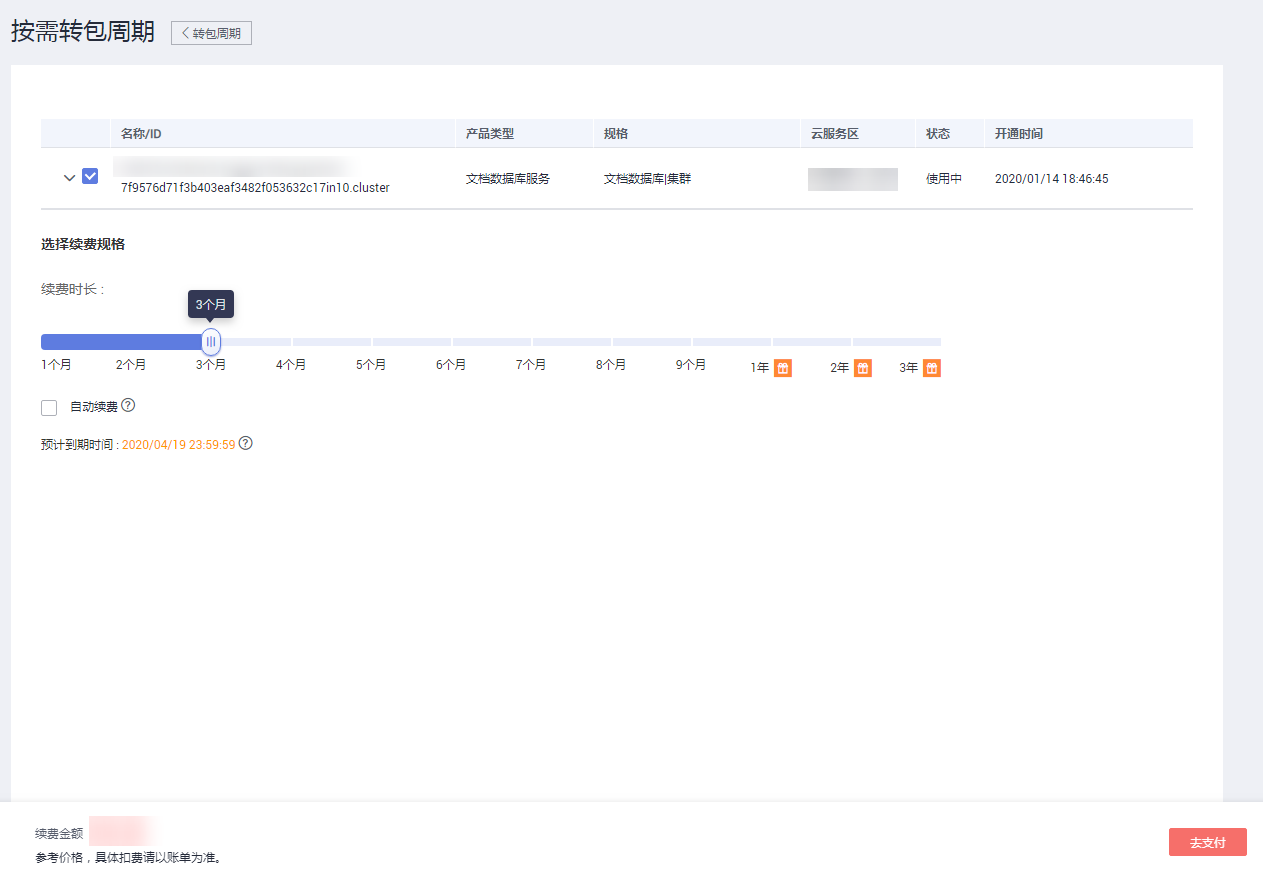 按需转包周期 转包周期
名称/ID 产品类型 规格 云服务区 状态 开通时间
7f9576d71f3b403eaf3482f053632c17in10.cluster 文档数据库服务 文档数据库|集群 使用中 2020/01/14 18:46:45
选择续费规格
续费时长 :
3个月
1个月 2个月 3个月 4个月 5个月 6个月 7个月 8个月 9个月 1年 2年 3年
自动续费 ?
预计到期时间 : 2020/04/19 23:59:59 ?
续费金额
参考价格，具体扣费请以账单为准。
去支付